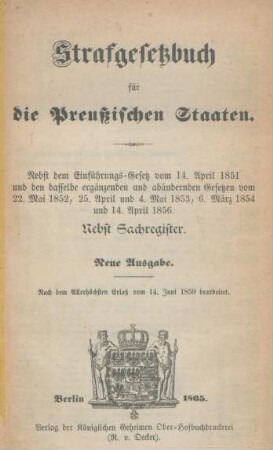 Strafgesetzbuch
für
die Preußischen Staaten.
Nebst dem Einführungs-Gesetz vom 14. April 1851
und den dasselbe ergänzenden und abändernden Gesetzen vom
22. Mai 1852, 25. April und 4. Mai 1853, 6. März 1854
und 14. April 1856.
Nebst Sachregister.
Neue Ausgabe.
Nach dem Allerhöchsten Erlaß vom 14. Juni 1859 bearbeitet.
Berlin 1865.
Verlag der Königlichen Geheimen Ober-Hofbuchdruckerei
(R. v. Decker).